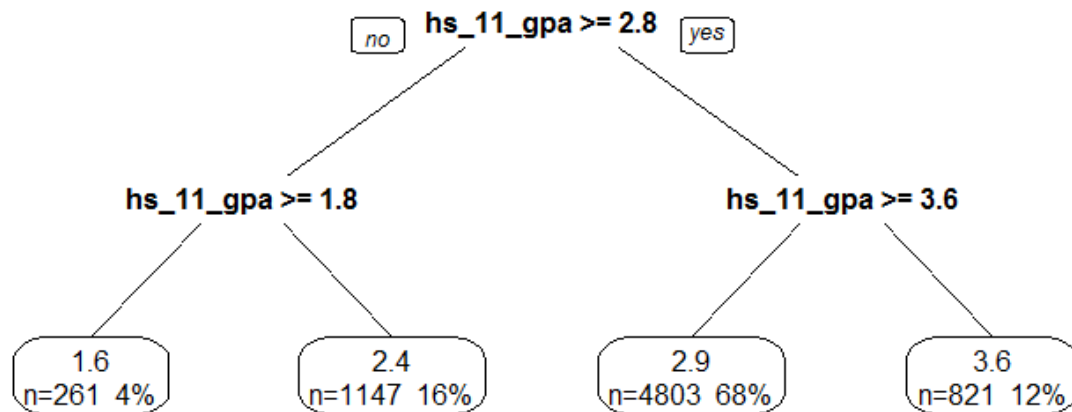 no
hs_11_gpa >= 2.8
yes
hs_11_gpa >= 1.8
hs_11_gpa >= 3.6
1.6
n=261 4%
2.4
n=1147 16%
2.9
n=4803 68%
3.6
n=821 12%